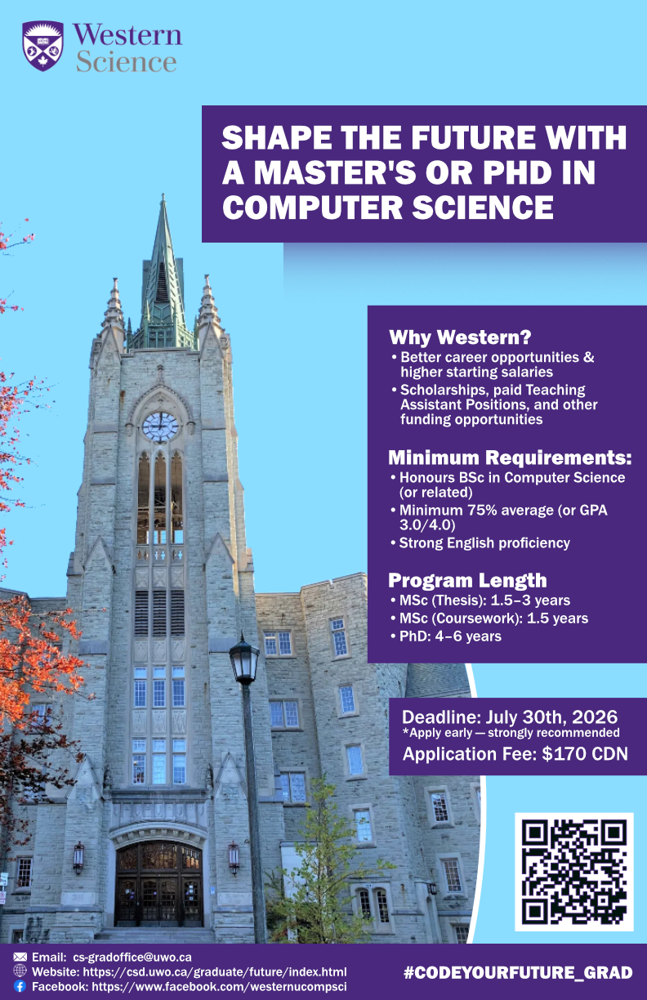 Western
Science
SHAPE THE FUTURE WITH
A MASTER'S OR PHD IN
COMPUTER SCIENCE
Why Western?
• Better career opportunities &
higher starting salaries
• Scholarships, paid Teaching
Assistant Positions, and other
funding opportunities
Minimum Requirements:
• Honours BSc in Computer Science
(or related)
• Minimum 75% average (or GPA
3.0/4.0)
• Strong English proficiency
Program Length
• MSc (Thesis): 1.5–3 years
• MSc (Coursework): 1.5 years
• PhD: 4–6 years
Deadline: July 30th, 2026
*Apply early — strongly recommended
Application Fee: $170 CDN
Email: cs-gradoffice@uwo.ca
Website: https://csd.uwo.ca/graduate/future/index.html
Facebook: https://www.facebook.com/westernucompsci
#CODEYOURFUTURE_GRAD